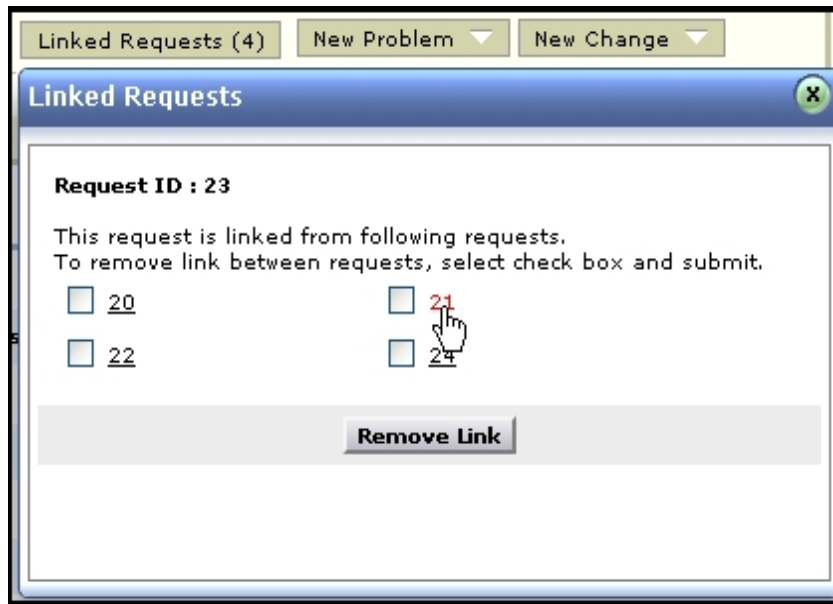 Linked Requests (4) New Problem New Change
Linked Requests X
Request ID : 23
This request is linked from following requests.
To remove link between requests, select check box and submit.
20 21
22 24
Remove Link